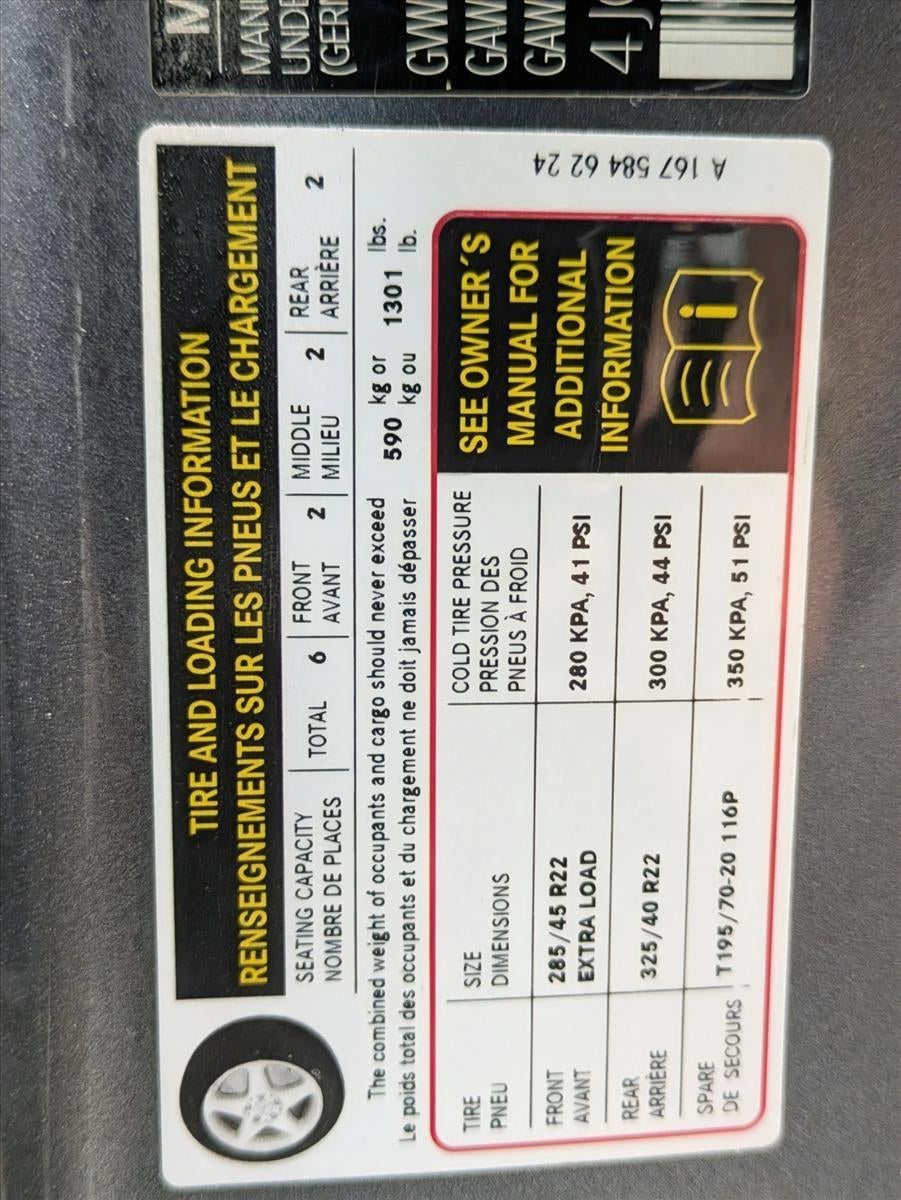 M
MAN
UNDE
(GER
GVW
GAW
GAW
4 J
TIRE AND LOADING INFORMATION
RENSEIGNEMENTS SUR LES PNEUS ET LE CHARGEMENT
SEATING CAPACITY
NOMBRE DE PLACES
TOTAL 6
FRONT
AVANT 2
MIDDLE
MILIEU 2
REAR
ARRIÈRE 2
The combined weight of occupants and cargo should never exceed 590 kg or 1301 lbs.
Le poids total des occupants et du chargement ne doit jamais dépasser kg ou lb.
TIRE
PNEU
SIZE
DIMENSIONS
COLD TIRE PRESSURE
PRESSION DES
PNEUS À FROID
FRONT
AVANT
285/45 R22
EXTRA LOAD
280 KPA, 41 PSI
REAR
ARRIÈRE
325/40 R22
300 KPA, 44 PSI
SPARE
DE SECOURS
T195/70-20 116P
350 KPA, 51 PSI
SEE OWNER'S
MANUAL FOR
ADDITIONAL
INFORMATION
A 167 584 62 24